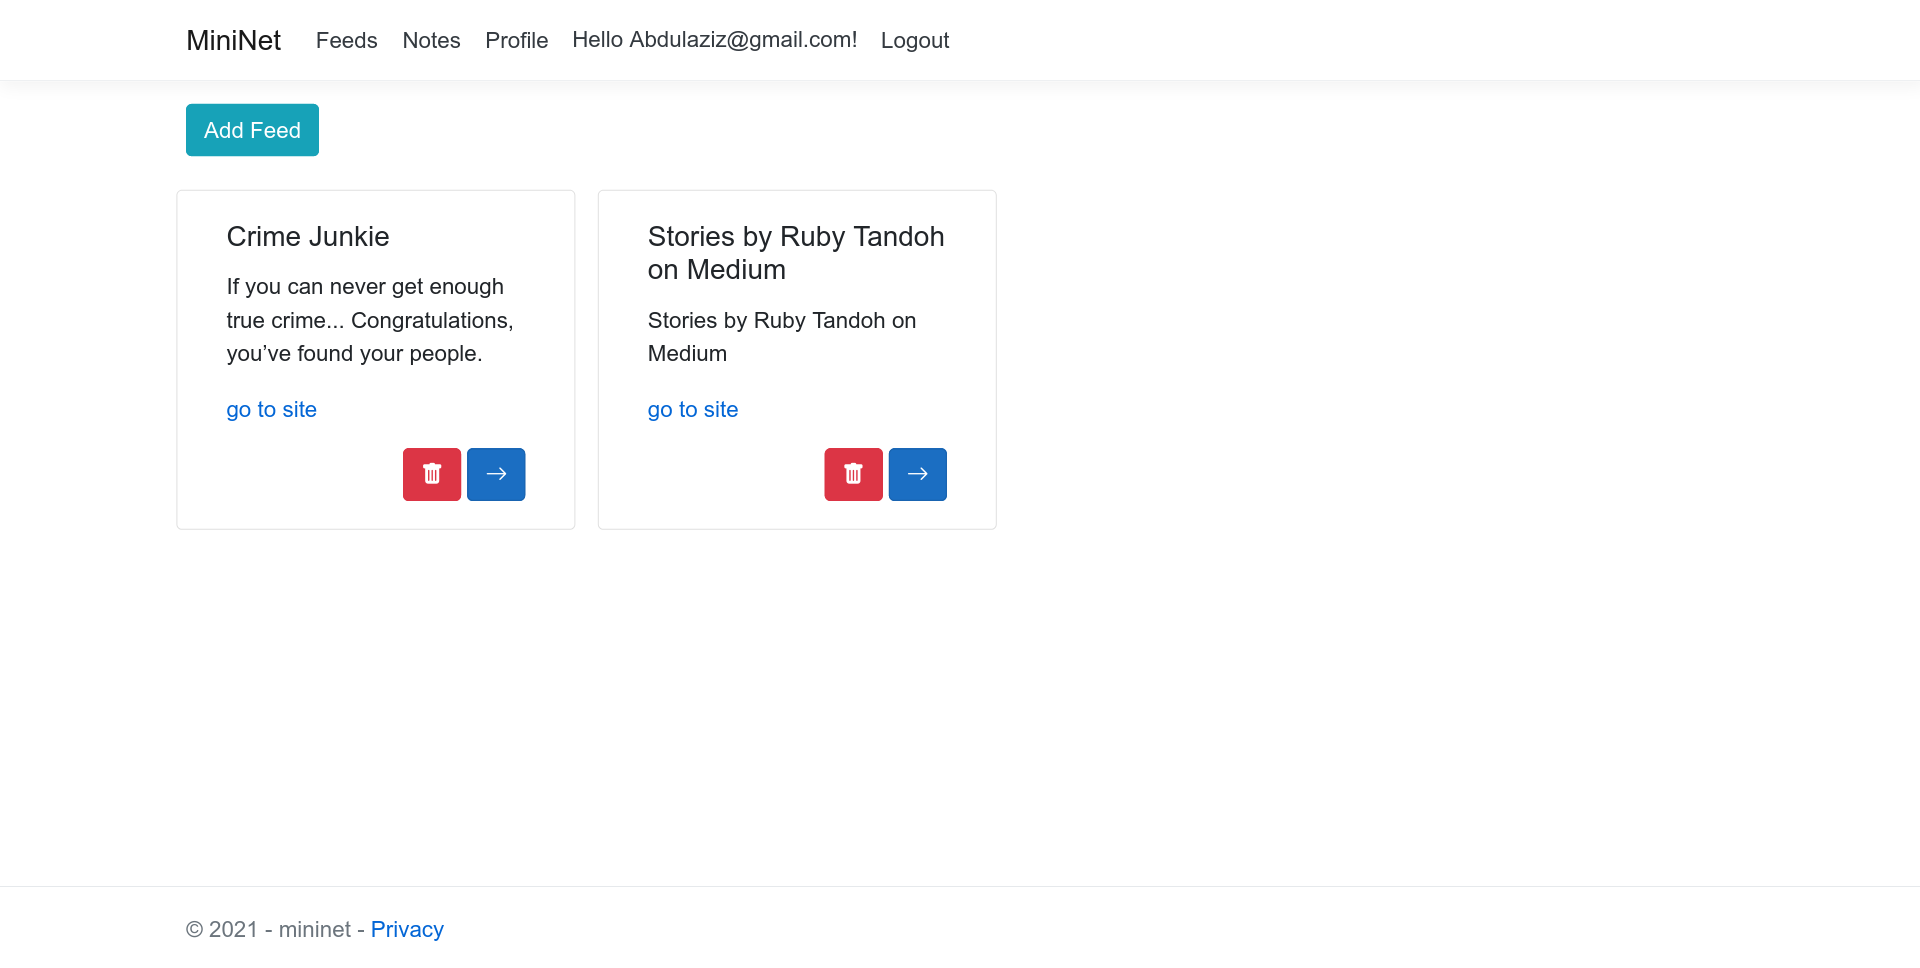 MiniNet Feeds Notes Profile Hello Abdulaziz@gmail.com! Logout
Add Feed
Crime Junkie
If you can never get enough
true crime... Congratulations,
you’ve found your people.
go to site
Stories by Ruby Tandoh
on Medium
Stories by Ruby Tandoh on
Medium
go to site
© 2021 - mininet - Privacy